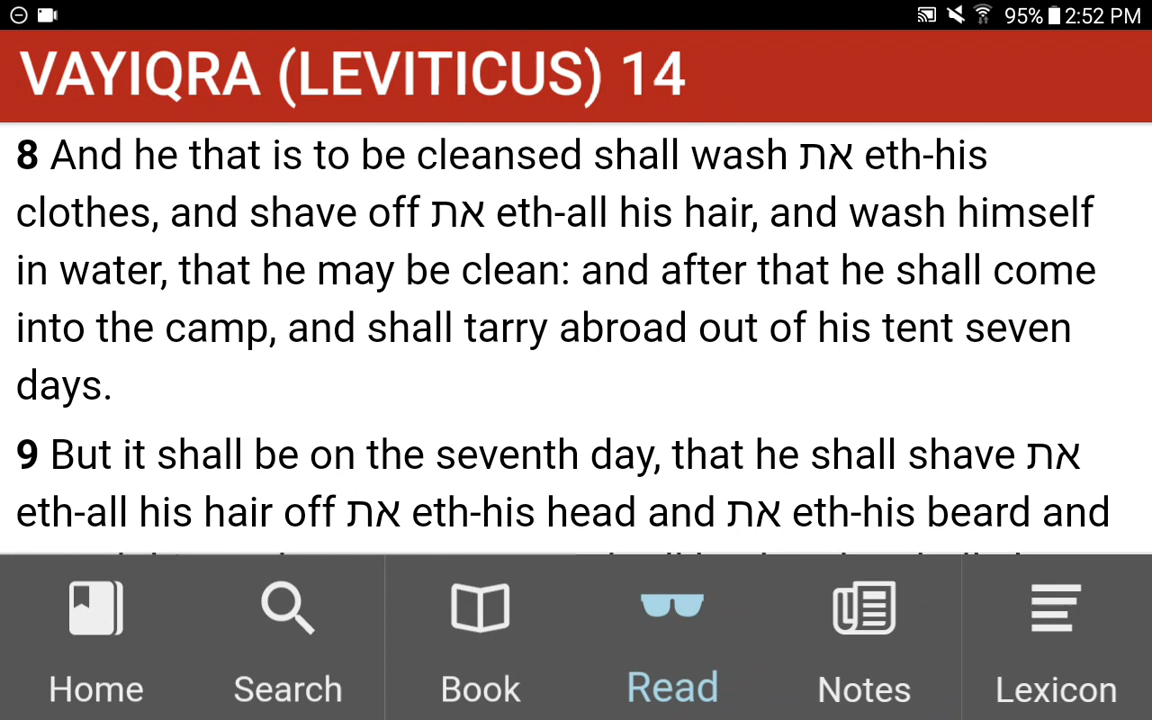 95% 2:52 PM
VAYIQRA (LEVITICUS) 14
8 And he that is to be cleansed shall wash את eth-his
clothes, and shave off את eth-all his hair, and wash himself
in water, that he may be clean: and after that he shall come
into the camp, and shall tarry abroad out of his tent seven
days.
9 But it shall be on the seventh day, that he shall shave את
eth-all his hair off את eth-his head and את eth-his beard and
Home Search Book Read Notes Lexicon